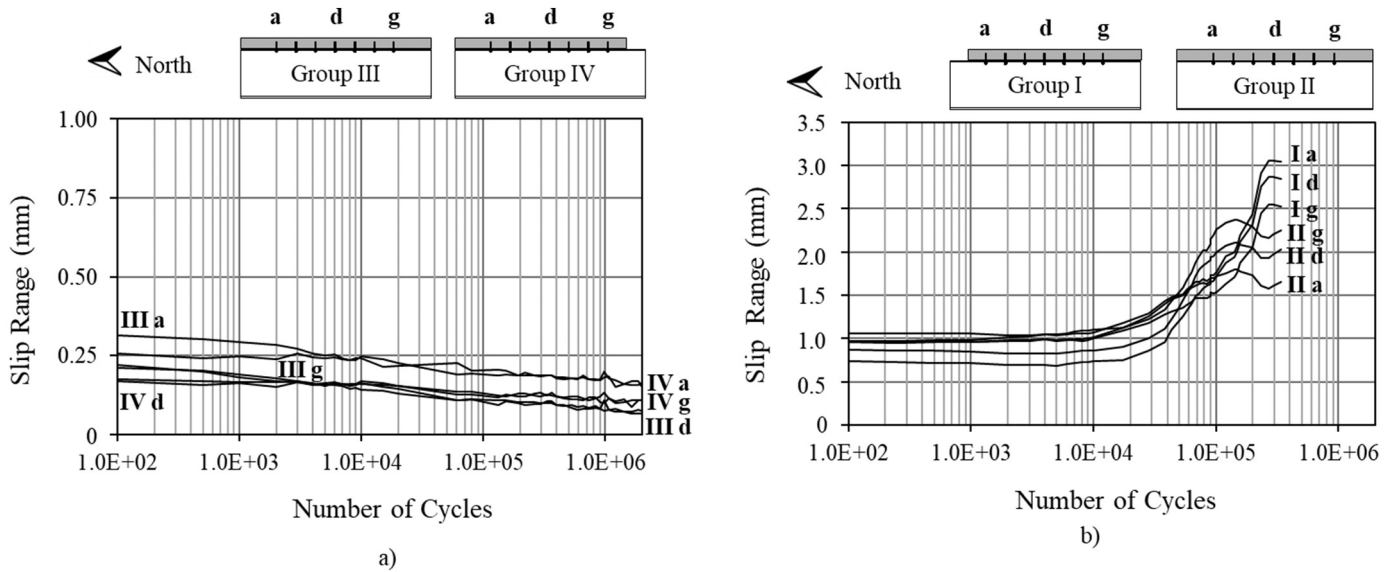 a d g a d g
North
Group III Group IV
1.00
0.75
0.50
0.25
0
Slip Range (mm)
III a
III g
IV d
IV a
IV g
III d
1.0E+02 1.0E+03 1.0E+04 1.0E+05 1.0E+06
Number of Cycles
a)
a d g a d g
North
Group I Group II
3.5
3.0
2.5
2.0
1.5
1.0
0.5
0
Slip Range (mm)
I a
I d
I g
II g
II d
II a
1.0E+02 1.0E+03 1.0E+04 1.0E+05 1.0E+06
Number of Cycles
b)